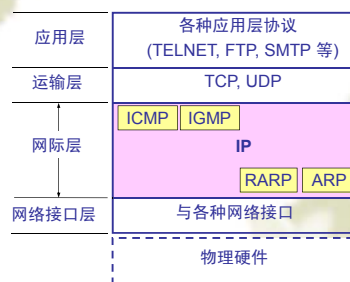 应用层
各种应用层协议
(TELNET, FTP, SMTP 等)
运输层
TCP, UDP
ICMP
IGMP
网际层
IP
RARP
ARP
网络接口层
与各种网络接口
物理硬件